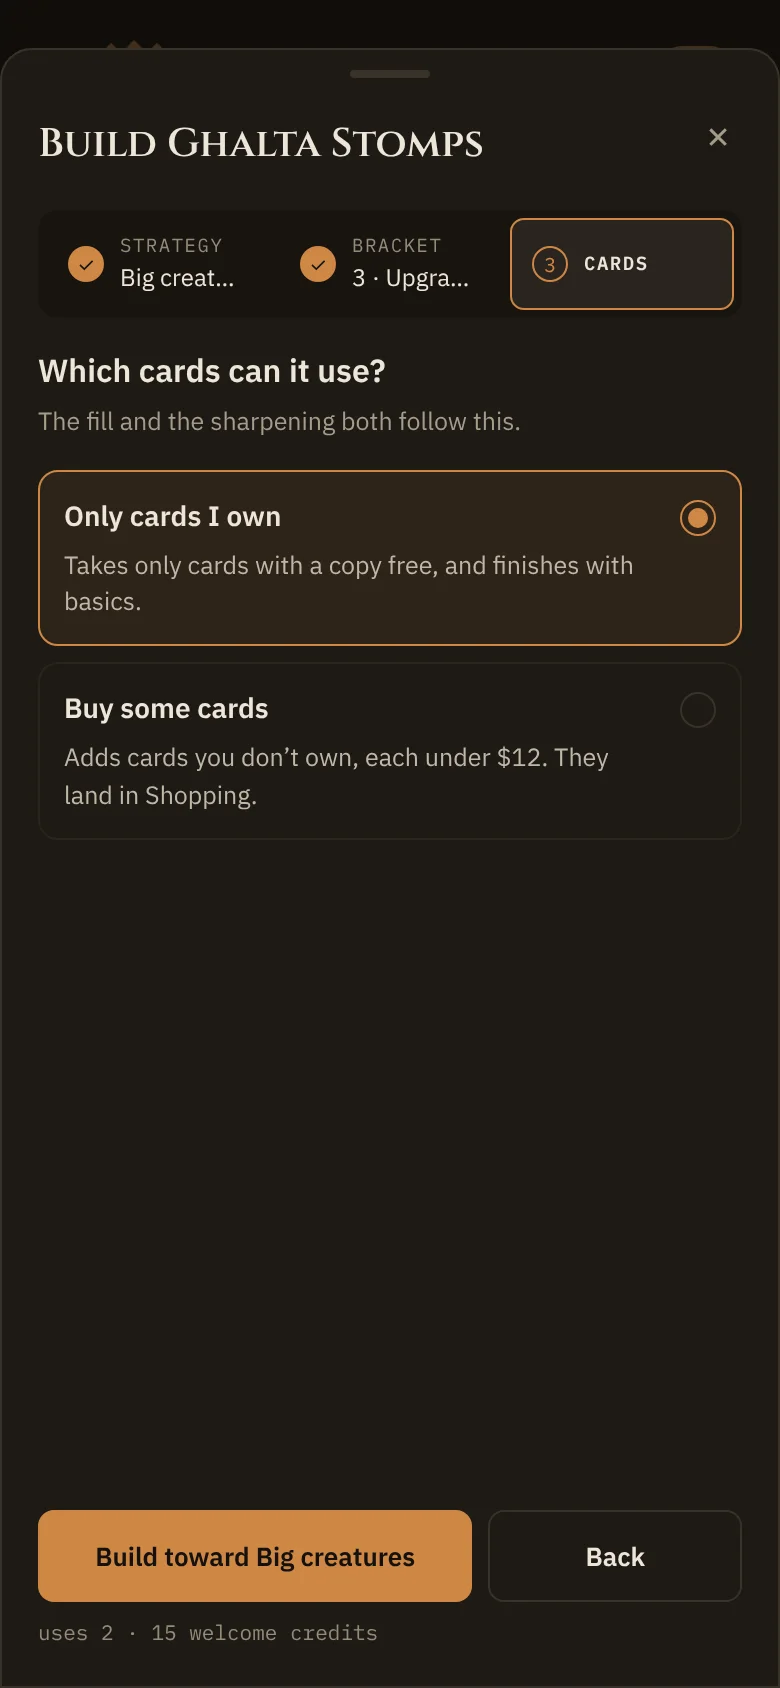 Build Ghalta Stomps
✕
STRATEGY
Big creat...
BRACKET
3 · Upgra...
3 CARDS
Which cards can it use?
The fill and the sharpening both follow this.
Only cards I own
Takes only cards with a copy free, and finishes with
basics.
Buy some cards
Adds cards you don’t own, each under $12. They
land in Shopping.
Build toward Big creatures
Back
uses 2 · 15 welcome credits